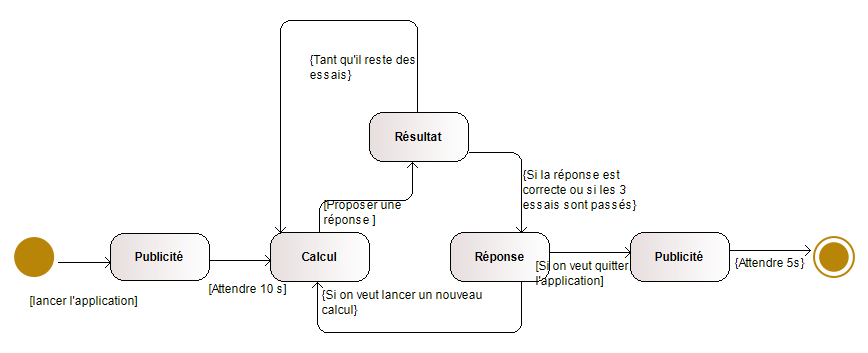 {Tant qu'il reste des
essais}
Résultat
{Si la réponse est
correcte ou si les 3
essais sont passés}
[Proposer une
réponse ]
Publicité
Calcul
Réponse
Publicité
[Si on veut quitter
l'application]
{Attendre 5s}
[Attendre 10 s]
{Si on veut lancer un nouveau
calcul}
[lancer l'application]